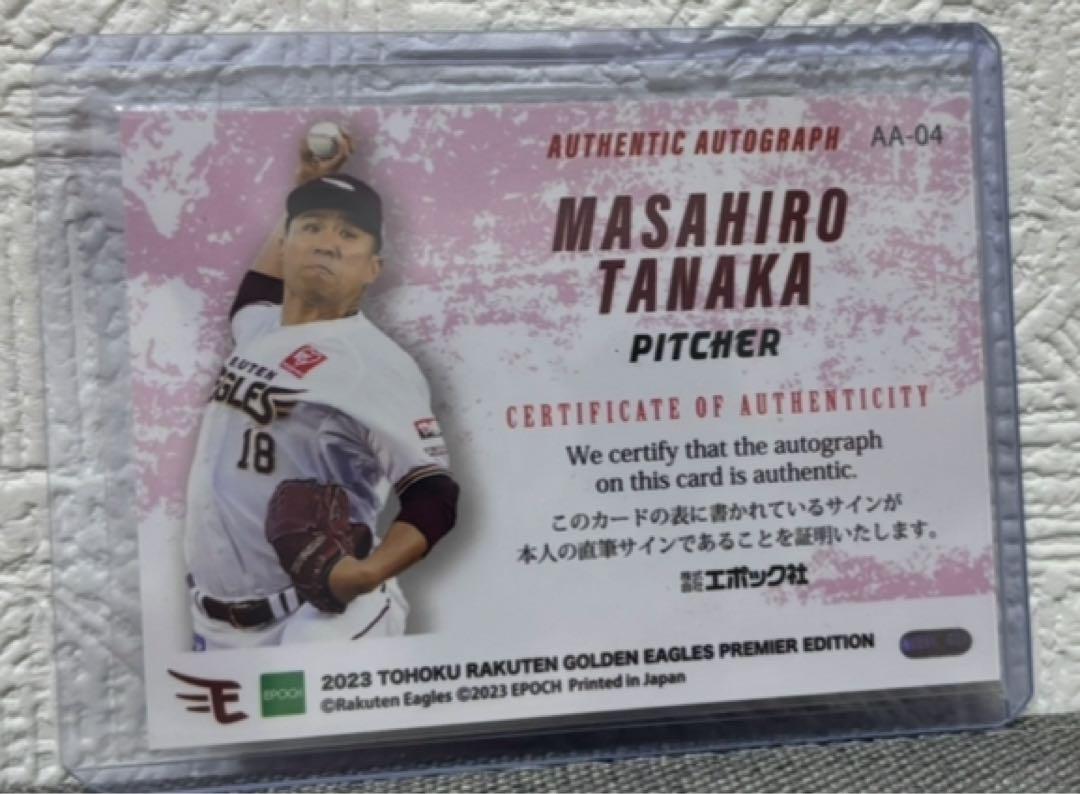 AUTHENTIC AUTOGRAPH AA-04
MASAHIRO
TANAKA
PITCHER
RAKUTEN
EAGLES
18
CERTIFICATE OF AUTHENTICITY
We certify that the autograph
on this card is authentic.
このカードの表に書かれているサインが
本人の直筆サインであることを証明いたします。
株式会社エポック社
E
EPOCH
2023 TOHOKU RAKUTEN GOLDEN EAGLES PREMIER EDITION
©Rakuten Eagles ©2023 EPOCH Printed in Japan